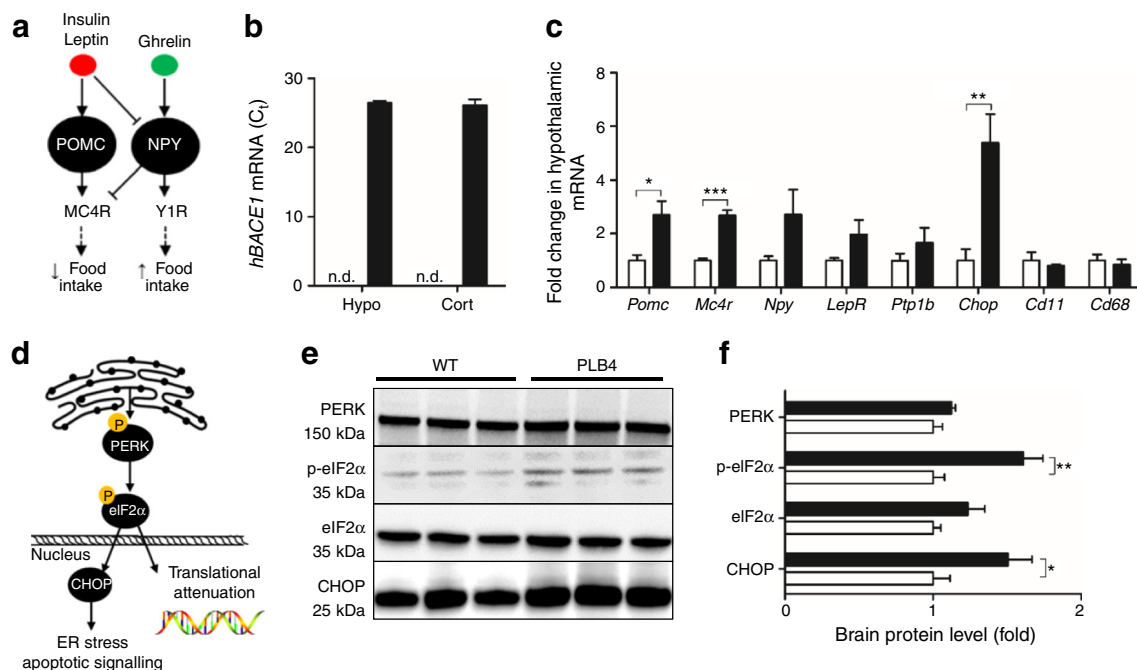 a
Insulin
Leptin
Ghrelin
POMC
NPY
MC4R
Y1R
↓ Food
intake
↑ Food
intake
b
hBACE1 mRNA (Ct)
30
20
10
0
n.d.
n.d.
Hypo
Cort
c
Fold change in hypothalamic
mRNA
8
6
4
2
0
*
***
**
Pomc
Mc4r
Npy
LepR
Ptp1b
Chop
Cd11
Cd68
d
P
PERK
P
eIF2α
Nucleus
CHOP
Translational
attenuation
ER stress
apoptotic signalling
e
WT
PLB4
PERK
150 kDa
p-eIF2α
35 kDa
eIF2α
35 kDa
CHOP
25 kDa
f
PERK
p-eIF2α
**
eIF2α
CHOP
*
0
1
2
Brain protein level (fold)